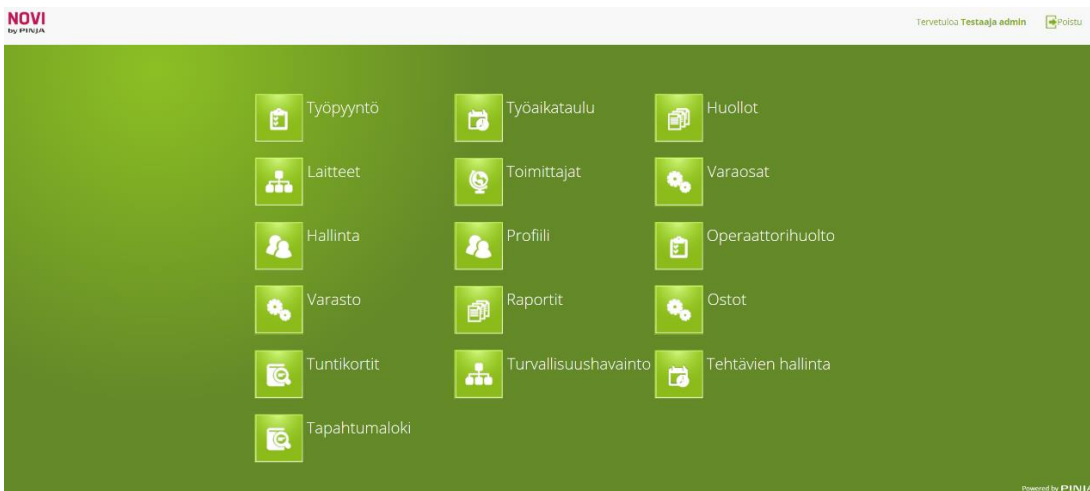 NOVI
by PINJA
Tervetuloa Testaaja admin Poistu
Työpyyntö Työaikataulu Huollot
Laitteet Toimittajat Varaosat
Hallinta Profiili Operaattorihuolto
Varasto Raportit Ostot
Tuntikortit Turvallisuushavainto Tehtävien hallinta
Tapahtumaloki
Powered by PINJA